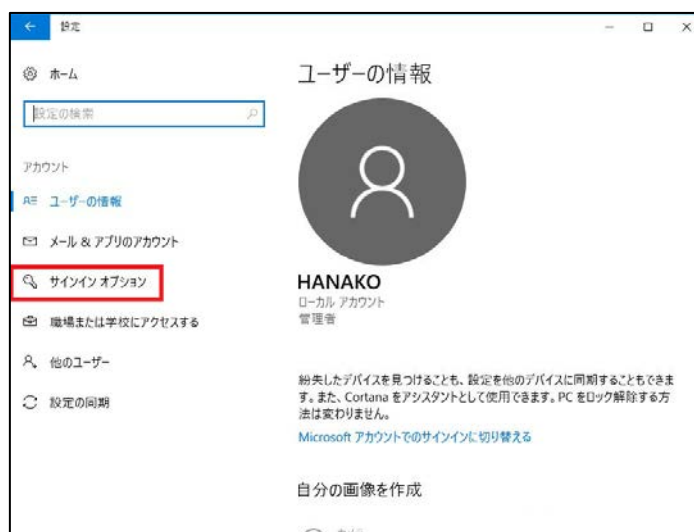 設定
ホーム
設定の検索
アカウント
ユーザーの情報
メール & アプリのアカウント
サインイン オプション
職場または学校にアクセスする
他のユーザー
設定の同期
ユーザーの情報
HANAKO
ローカル アカウント
管理者
紛失したデバイスを見つけることも、設定を他のデバイスに同期することもできま
す。また、Cortana をアシスタントとして使用できます。PC をロック解除する方
法は変わりません。
Microsoft アカウントでのサインインに切り替える
自分の画像を作成